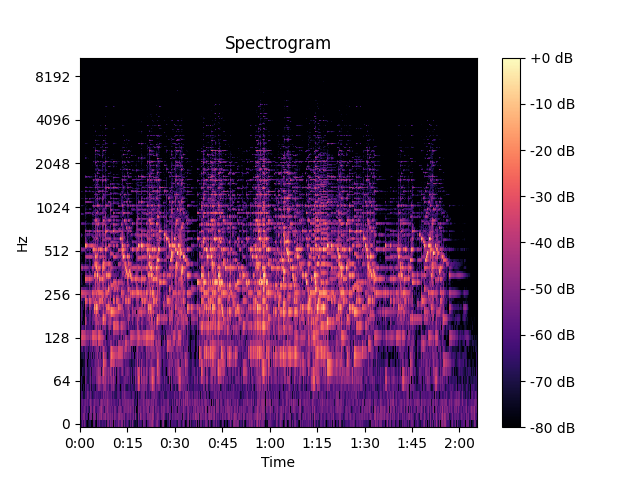 Spectrogram
8192
4096
2048
1024
512
256
128
64
0
Hz
0:00 0:15 0:30 0:45 1:00 1:15 1:30 1:45 2:00
Time
+0 dB
-10 dB
-20 dB
-30 dB
-40 dB
-50 dB
-60 dB
-70 dB
-80 dB